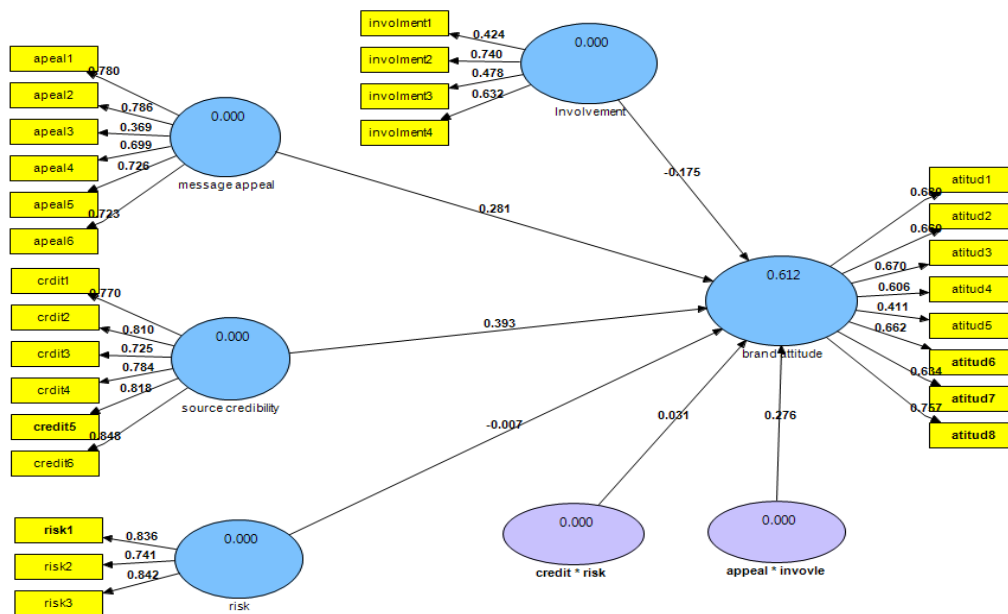 involment1
involment2
involment3
involment4
0.424
0.740
0.478
0.632
0.000
Involvement
apeal1
apeal2
apeal3
apeal4
apeal5
apeal6
0.780
0.786
0.369
0.699
0.726
0.723
0.000
message appeal
-0.175
0.281
crdit1
crdit2
crdit3
crdit4
credit5
credit6
0.770
0.810
0.725
0.784
0.818
0.848
0.000
source credibility
0.393
0.612
brand attitude
0.670
0.606
0.411
0.662
0.634
0.757
atitud1
atitud2
atitud3
atitud4
atitud5
atitud6
atitud7
atitud8
-0.007
0.031
0.276
risk1
risk2
risk3
0.836
0.741
0.842
0.000
risk
0.000
credit * risk
0.000
appeal * invovle